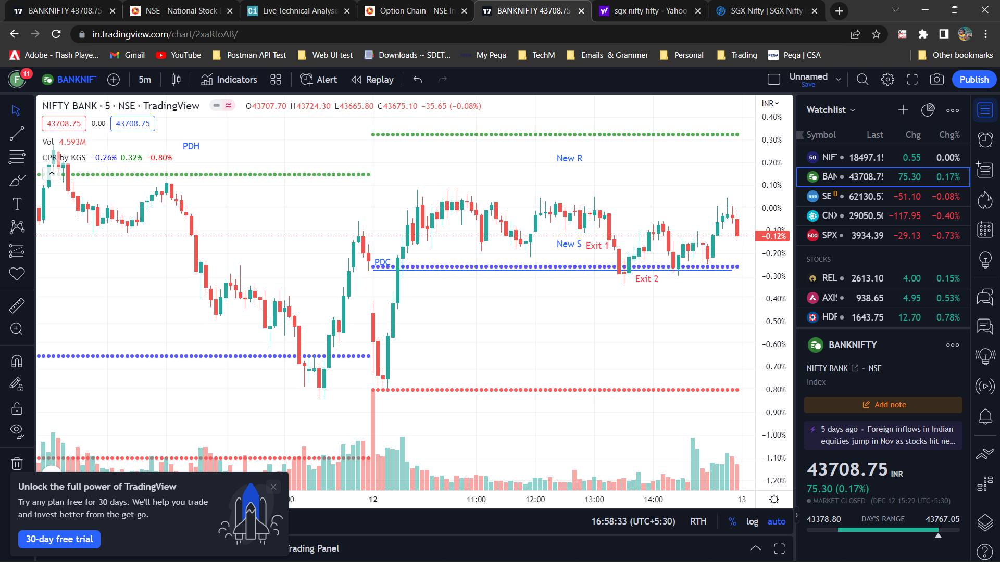 BANKNIFTY 43708.75
NSE - National Stock E
Live Technical Analysis
Option Chain - NSE In
BANKNIFTY 43708.75
sgx nifty fifty - Yahoo
SGX Nifty | SGX Nifty
in.tradingview.com/chart/2xaRtoAB/
Adobe - Flash Playe...
Gmail
YouTube
Postman API Test
Web UI test
Downloads ~ SDET...
My Pega
TechM
Emails & Grammer
Personal
Trading
Pega | CSA
Other bookmarks
F
11
BANKNIFT
5m
Indicators
Alert
Replay
Unnamed
Save
Publish
NIFTY BANK · 5 · NSE · TradingView
O43707.70 H43724.30 L43665.80 C43675.10 −35.65 (−0.08%)
INR
43708.75 0.00 43708.75
Vol 4.593M
CPR by KGS −0.26% 0.32% −0.80%
PDH
New R
PDC
New S
Exit 1
Exit 2
0.40%
0.30%
0.20%
0.10%
0.00%
−0.10%
−0.12%
−0.20%
−0.30%
−0.40%
−0.50%
−0.60%
−0.70%
−0.80%
−0.90%
−1.00%
−1.10%
−1.20%
:00 12 11:00 12:00 13:00 14:00 13
16:58:33 (UTC+5:30) RTH % log auto
Trading Panel
Unlock the full power of TradingView
Try any plan free for 30 days. We'll help you trade
and invest better from the get-go.
30-day free trial
Watchlist
Symbol Last Chg Chg%
50 NIF 18497.15 0.55 0.00%
BAN 43708.75 75.30 0.17%
BSE SE D 62130.57 −51.10 −0.08%
CNX 29050.50 −117.95 −0.40%
500 SPX 3934.39 −29.13 −0.73%
STOCKS
REL 2613.10 4.00 0.15%
AXIS 938.65 4.95 0.53%
HDF 1643.75 12.70 0.78%
BANKNIFTY
NIFTY BANK • NSE
Index
Add note
5 days ago • Foreign inflows in Indian
equities jump in Nov as stocks hit ne...
43708.75 INR
75.30 (0.17%)
MARKET CLOSED (DEC 12 15:29 UTC+5:30)
43378.80 DAY'S RANGE 43767.05